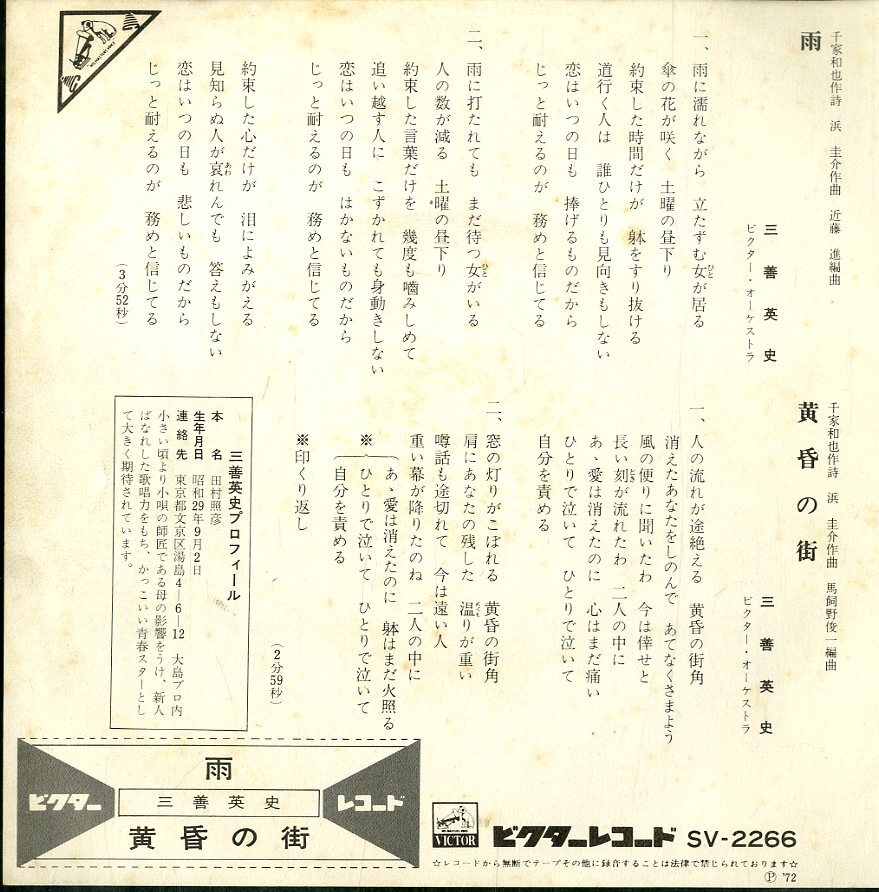 雨
千家和也作詩 浜 圭介作曲 近藤 進編曲
三善英史
ビクター・オーケストラ
一、雨に濡れながら 立たずむ女が居る
ひと
傘の花が咲く 土曜の昼下り
約束した時間だけが 躰をすり抜ける
道行く人は 誰ひとりも見向きもしない
恋はいつの日も 捧げるものだから
じっと耐えるのが 務めと信じてる
二、雨に打たれても まだ待つ女がいる
ひと
人の数が減る 土曜の昼下り
約束した言葉だけを 幾度も嚙みしめて
追い越す人に こずかれても身動きしない
恋はいつの日も はかないものだから
じっと耐えるのが 務めと信じてる
約束した心だけが 泪によみがえる
見知らぬ人が哀れんでも 答えもしない
あわ
恋はいつの日も 悲しいものだから
じっと耐えるのが 務めと信じてる
(3分52秒)
黄昏の街
千家和也作詩 浜 圭介作曲 馬飼野俊一編曲
三善英史
ビクター・オーケストラ
一、人の流れが途絶える 黄昏の街角
消えたあなたをしのんで あてなくさまよう
風の便りに聞いたわ 今は倖せと
長い刻が流れたわ 二人の中に
とき
あゝ愛は消えたのに 心はまだ痛い
ひとりで泣いて ひとりで泣いて
自分を責める
二、窓の灯りがこぼれる 黄昏の街角
肩にあなたの残した 温りが重い
ぬく
噂話も途切れて 今は遠い人
重い幕が降りたのね 二人の中に
※
あゝ愛は消えたのに 躰はまだ火照る
ひとりで泣いて ひとりで泣いて
自分を責める
※印くり返し
(2分59秒)
三善英史プロフィール
本 名 田村照彦
生年月日 昭和29年9月2日
連絡先 東京都文京区湯島4-6-12 大島プロ内
小さい頃より小唄の師匠である母の影響をうけ、新人
ばなれした歌唱力をもち、かっこいい青春スターとし
て大きく期待されています。
雨
ビクター 三善英史 レコード
黄昏の街
VICTOR ビクターレコード SV-2266
☆レコードから無断でテープその他に録音することは法律で禁じられております☆
Ⓟ '72